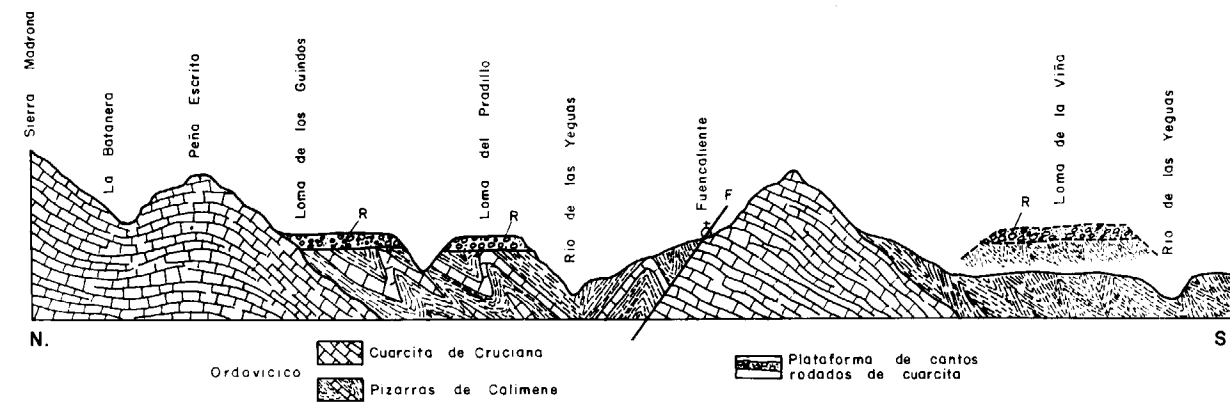 Sierra Madrona
La Batanera
Peña Escrita
Loma de los Guindos
Loma del Pradillo
Rio de las Yeguas
Fuencaliente
Loma de la Viña
Rio de las Yeguas
R
R
F
R
N.
S
Ordovicico
Cuarcita de Cruciana
Pizarras de Calimene
Plataforma de cantos
rodados de cuarcita